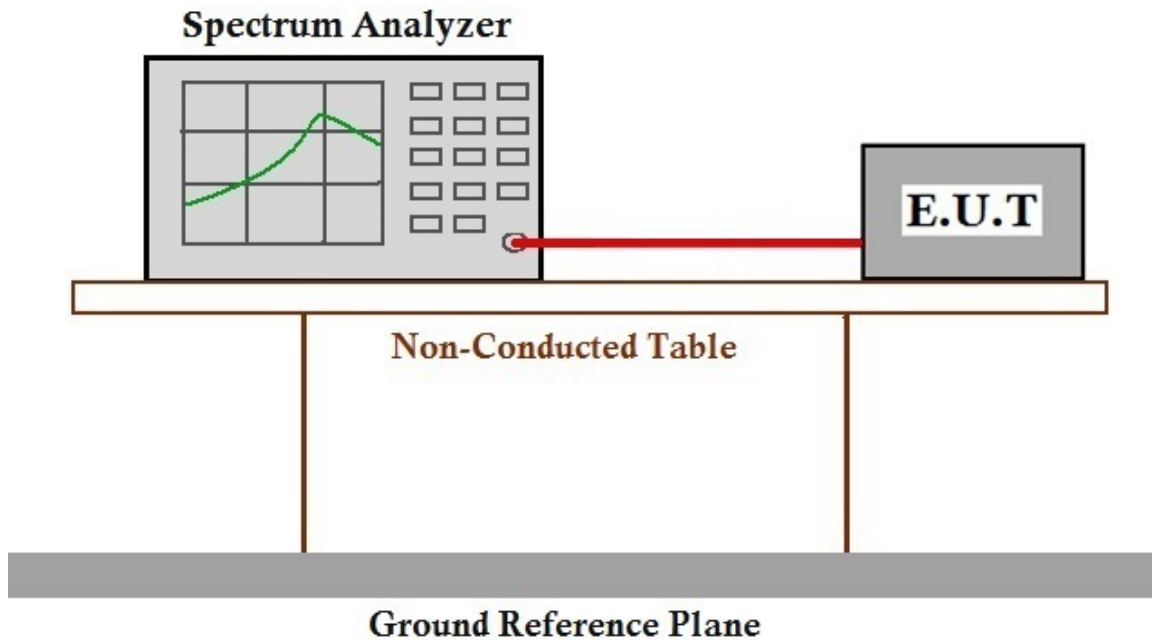 Spectrum Analyzer
E.U.T
Non-Conducted Table
Ground Reference Plane